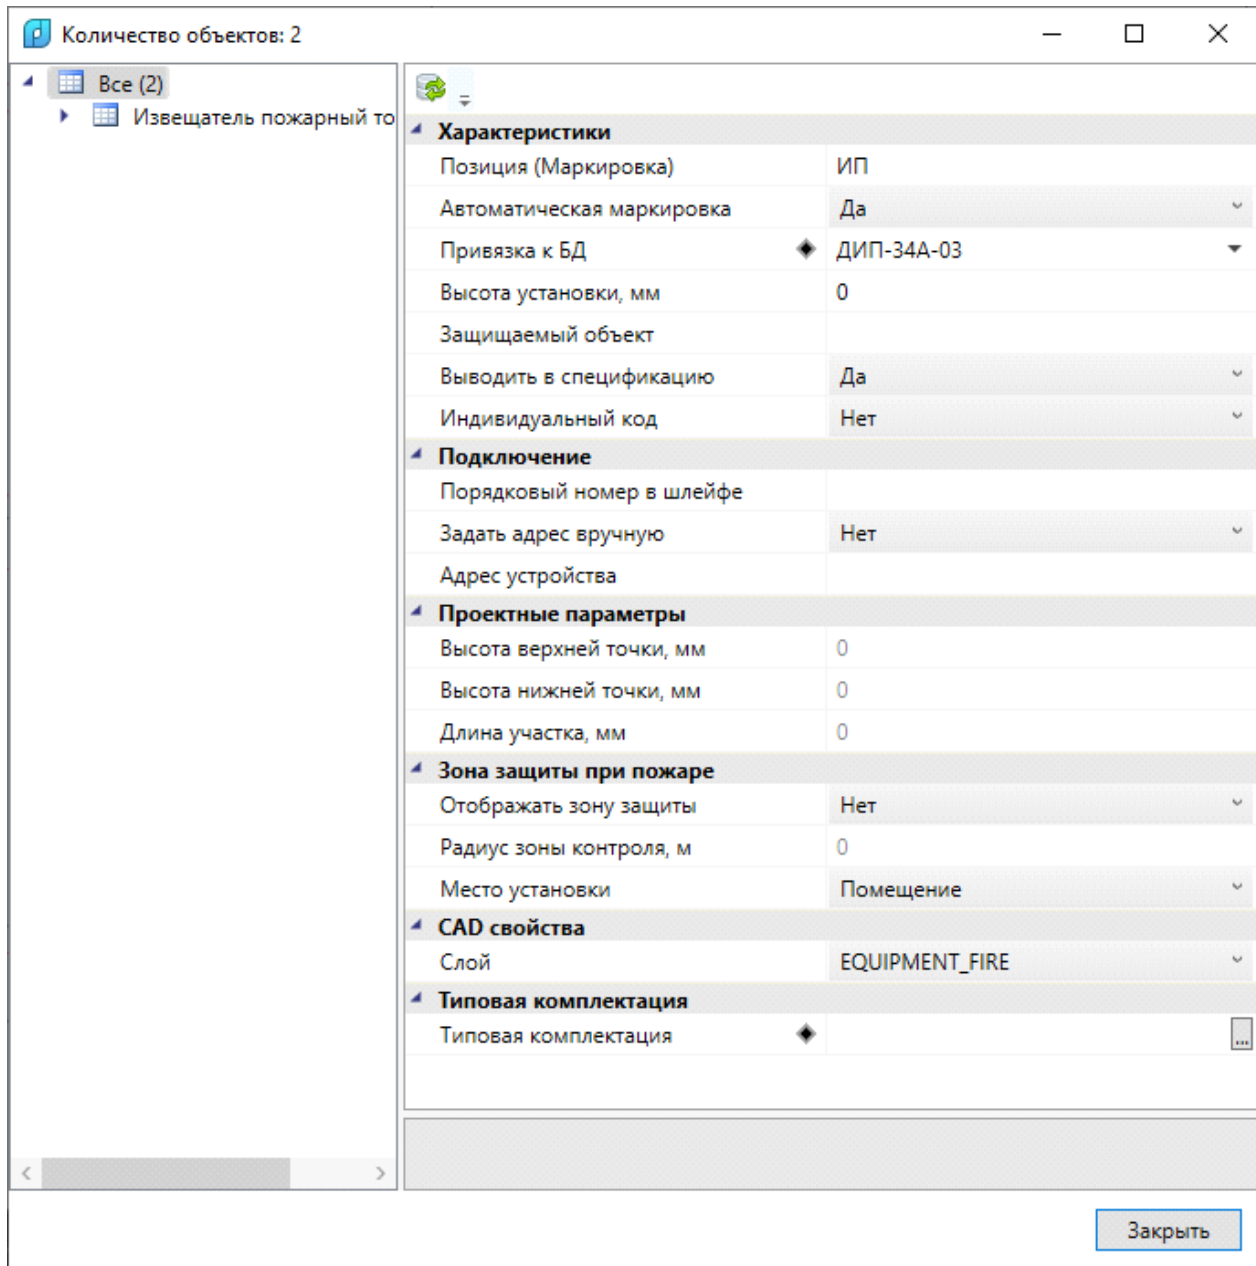 Количество объектов: 2
Все (2)
Извещатель пожарный то
Характеристики
Позиция (Маркировка) ИП
Автоматическая маркировка Да
Привязка к БД ДИП-34А-03
Высота установки, мм 0
Защищаемый объект
Выводить в спецификацию Да
Индивидуальный код Нет
Подключение
Порядковый номер в шлейфе
Задать адрес вручную Нет
Адрес устройства
Проектные параметры
Высота верхней точки, мм 0
Высота нижней точки, мм 0
Длина участка, мм 0
Зона защиты при пожаре
Отображать зону защиты Нет
Радиус зоны контроля, м 0
Место установки Помещение
CAD свойства
Слой EQUIPMENT_FIRE
Типовая комплектация
Типовая комплектация ...
Закрыть